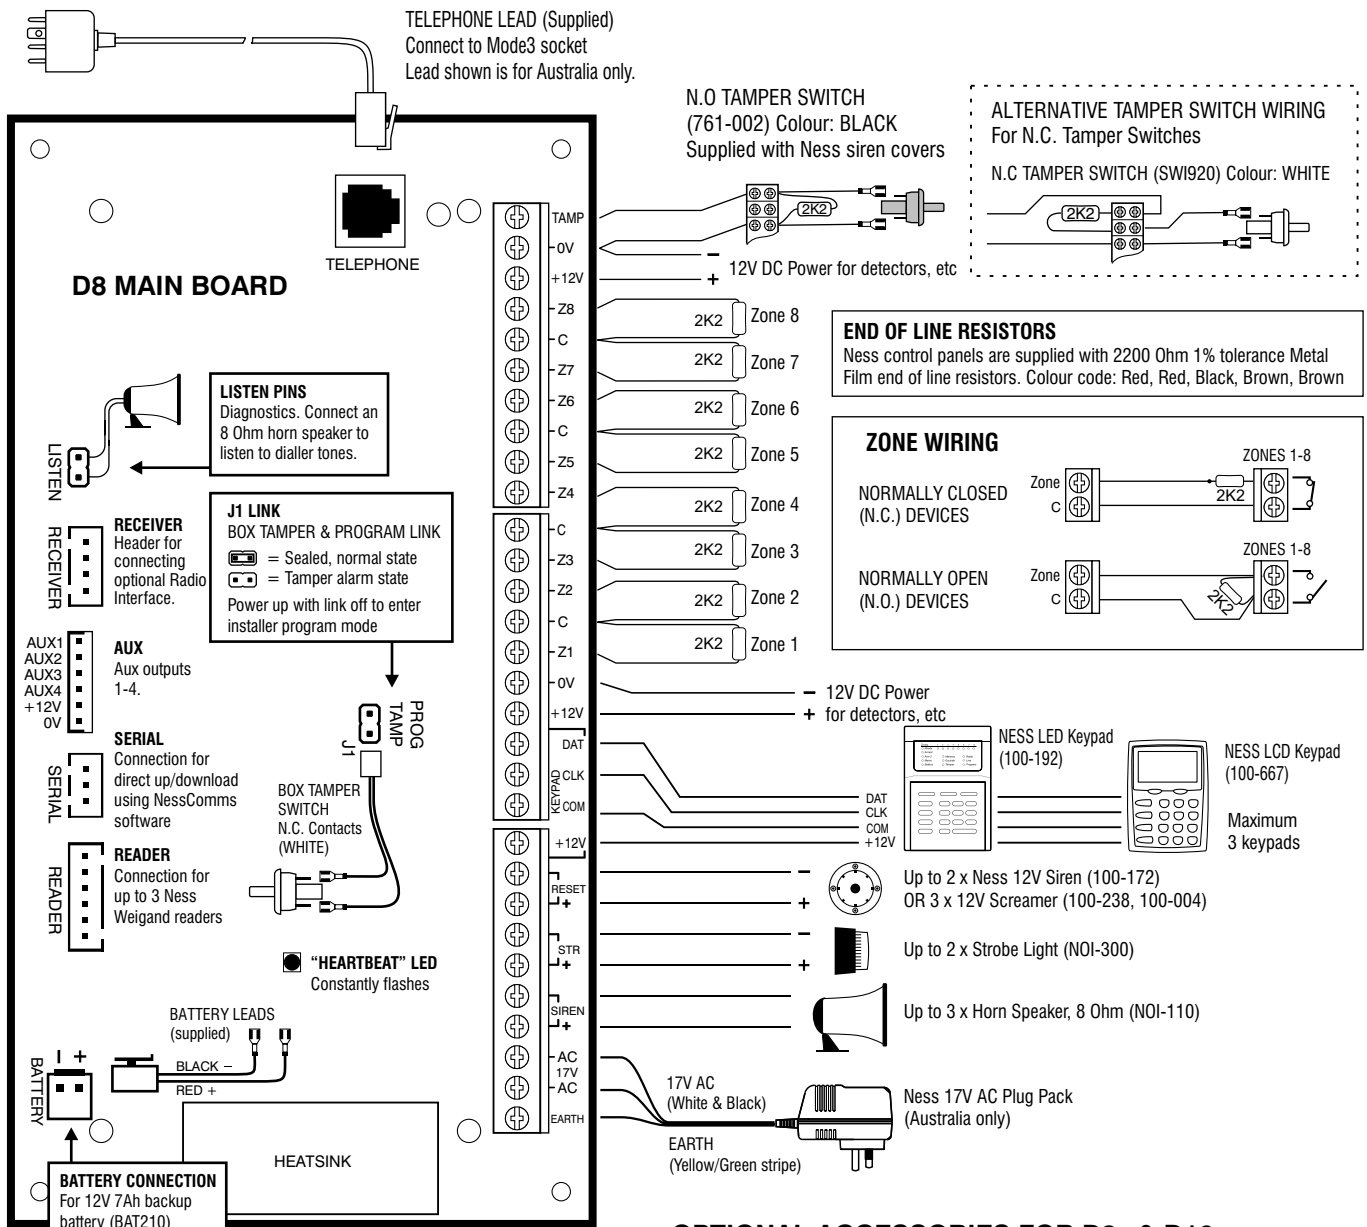 TELEPHONE LEAD (Supplied)
Connect to Mode3 socket
Lead shown is for Australia only.
N.O TAMPER SWITCH
(761-002) Colour: BLACK
Supplied with Ness siren covers
2K2
ALTERNATIVE TAMPER SWITCH WIRING
For N.C. Tamper Switches
N.C TAMPER SWITCH (SWI920) Colour: WHITE
2K2
TELEPHONE
D8 MAIN BOARD
TAMP
0V
+12V
Z8
C
Z7
Z6
C
Z5
Z4
C
Z3
Z2
C
Z1
0V
+12V
DAT
CLK
COM
KEYPAD
+12V
RESET
+
STR
+
SIREN
+
AC
17V
AC
EARTH
–
+ 12V DC Power for detectors, etc
2K2 Zone 8
2K2 Zone 7
2K2 Zone 6
2K2 Zone 5
2K2 Zone 4
2K2 Zone 3
2K2 Zone 2
2K2 Zone 1
END OF LINE RESISTORS
Ness control panels are supplied with 2200 Ohm 1% tolerance Metal
Film end of line resistors. Colour code: Red, Red, Black, Brown, Brown
ZONE WIRING
NORMALLY CLOSED
(N.C.) DEVICES
Zone
C
2K2
ZONES 1-8
NORMALLY OPEN
(N.O.) DEVICES
Zone
C
2K2
ZONES 1-8
LISTEN
LISTEN PINS
Diagnostics. Connect an
8 Ohm horn speaker to
listen to dialler tones.
J1 LINK
BOX TAMPER & PROGRAM LINK
= Sealed, normal state
= Tamper alarm state
Power up with link off to enter
installer program mode
RECEIVER
RECEIVER
Header for
connecting
optional Radio
Interface.
AUX1
AUX2
AUX3
AUX4
+12V
0V
AUX
Aux outputs
1-4.
PROG
TAMP
J1
SERIAL
SERIAL
Connection for
direct up/download
using NessComms
software
BOX TAMPER
SWITCH
N.C. Contacts
(WHITE)
READER
READER
Connection for
up to 3 Ness
Weigand readers
"HEARTBEAT" LED
Constantly flashes
BATTERY LEADS
(supplied)
BLACK –
RED +
– +
BATTERY
HEATSINK
BATTERY CONNECTION
For 12V 7Ah backup
battery (BAT210)
– 12V DC Power
+ for detectors, etc
DAT
CLK
COM
+12V
NESS LED Keypad
(100-192)
NESS LCD Keypad
(100-667)
Maximum
3 keypads
–
+
Up to 2 x Ness 12V Siren (100-172)
OR 3 x 12V Screamer (100-238, 100-004)
–
+
Up to 2 x Strobe Light (NOI-300)
Up to 3 x Horn Speaker, 8 Ohm (NOI-110)
17V AC
(White & Black)
EARTH
(Yellow/Green stripe)
Ness 17V AC Plug Pack
(Australia only)